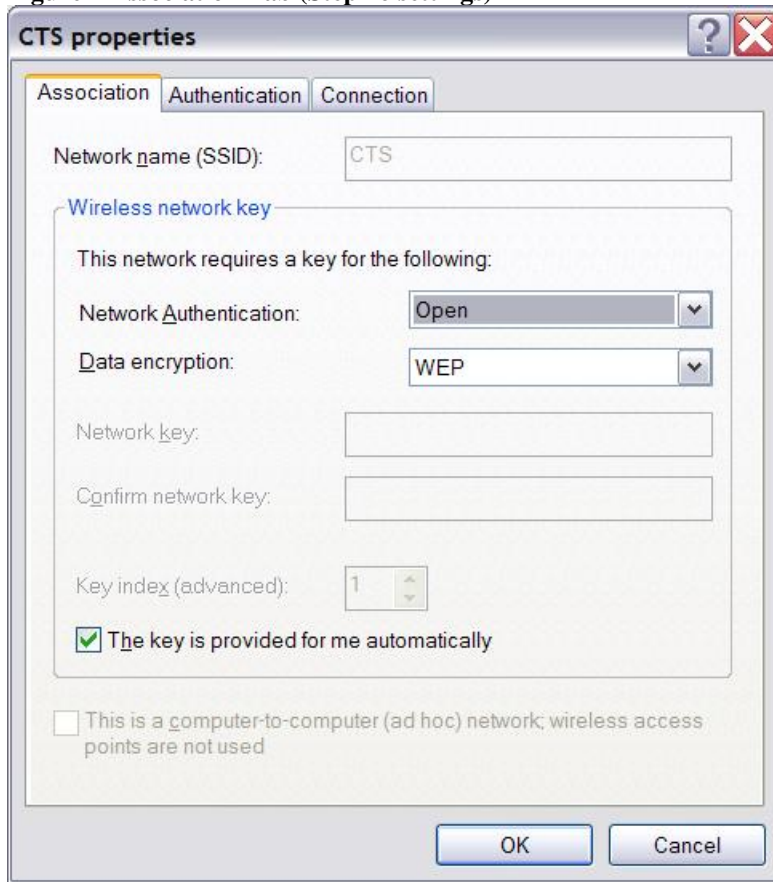 CTS properties
Association
Authentication
Connection
Network name (SSID):
CTS
Wireless network key
This network requires a key for the following:
Network Authentication:
Open
Data encryption:
WEP
Network key:
Confirm network key:
Key index (advanced):
1
The key is provided for me automatically
This is a computer-to-computer (ad hoc) network; wireless access
points are not used
OK
Cancel